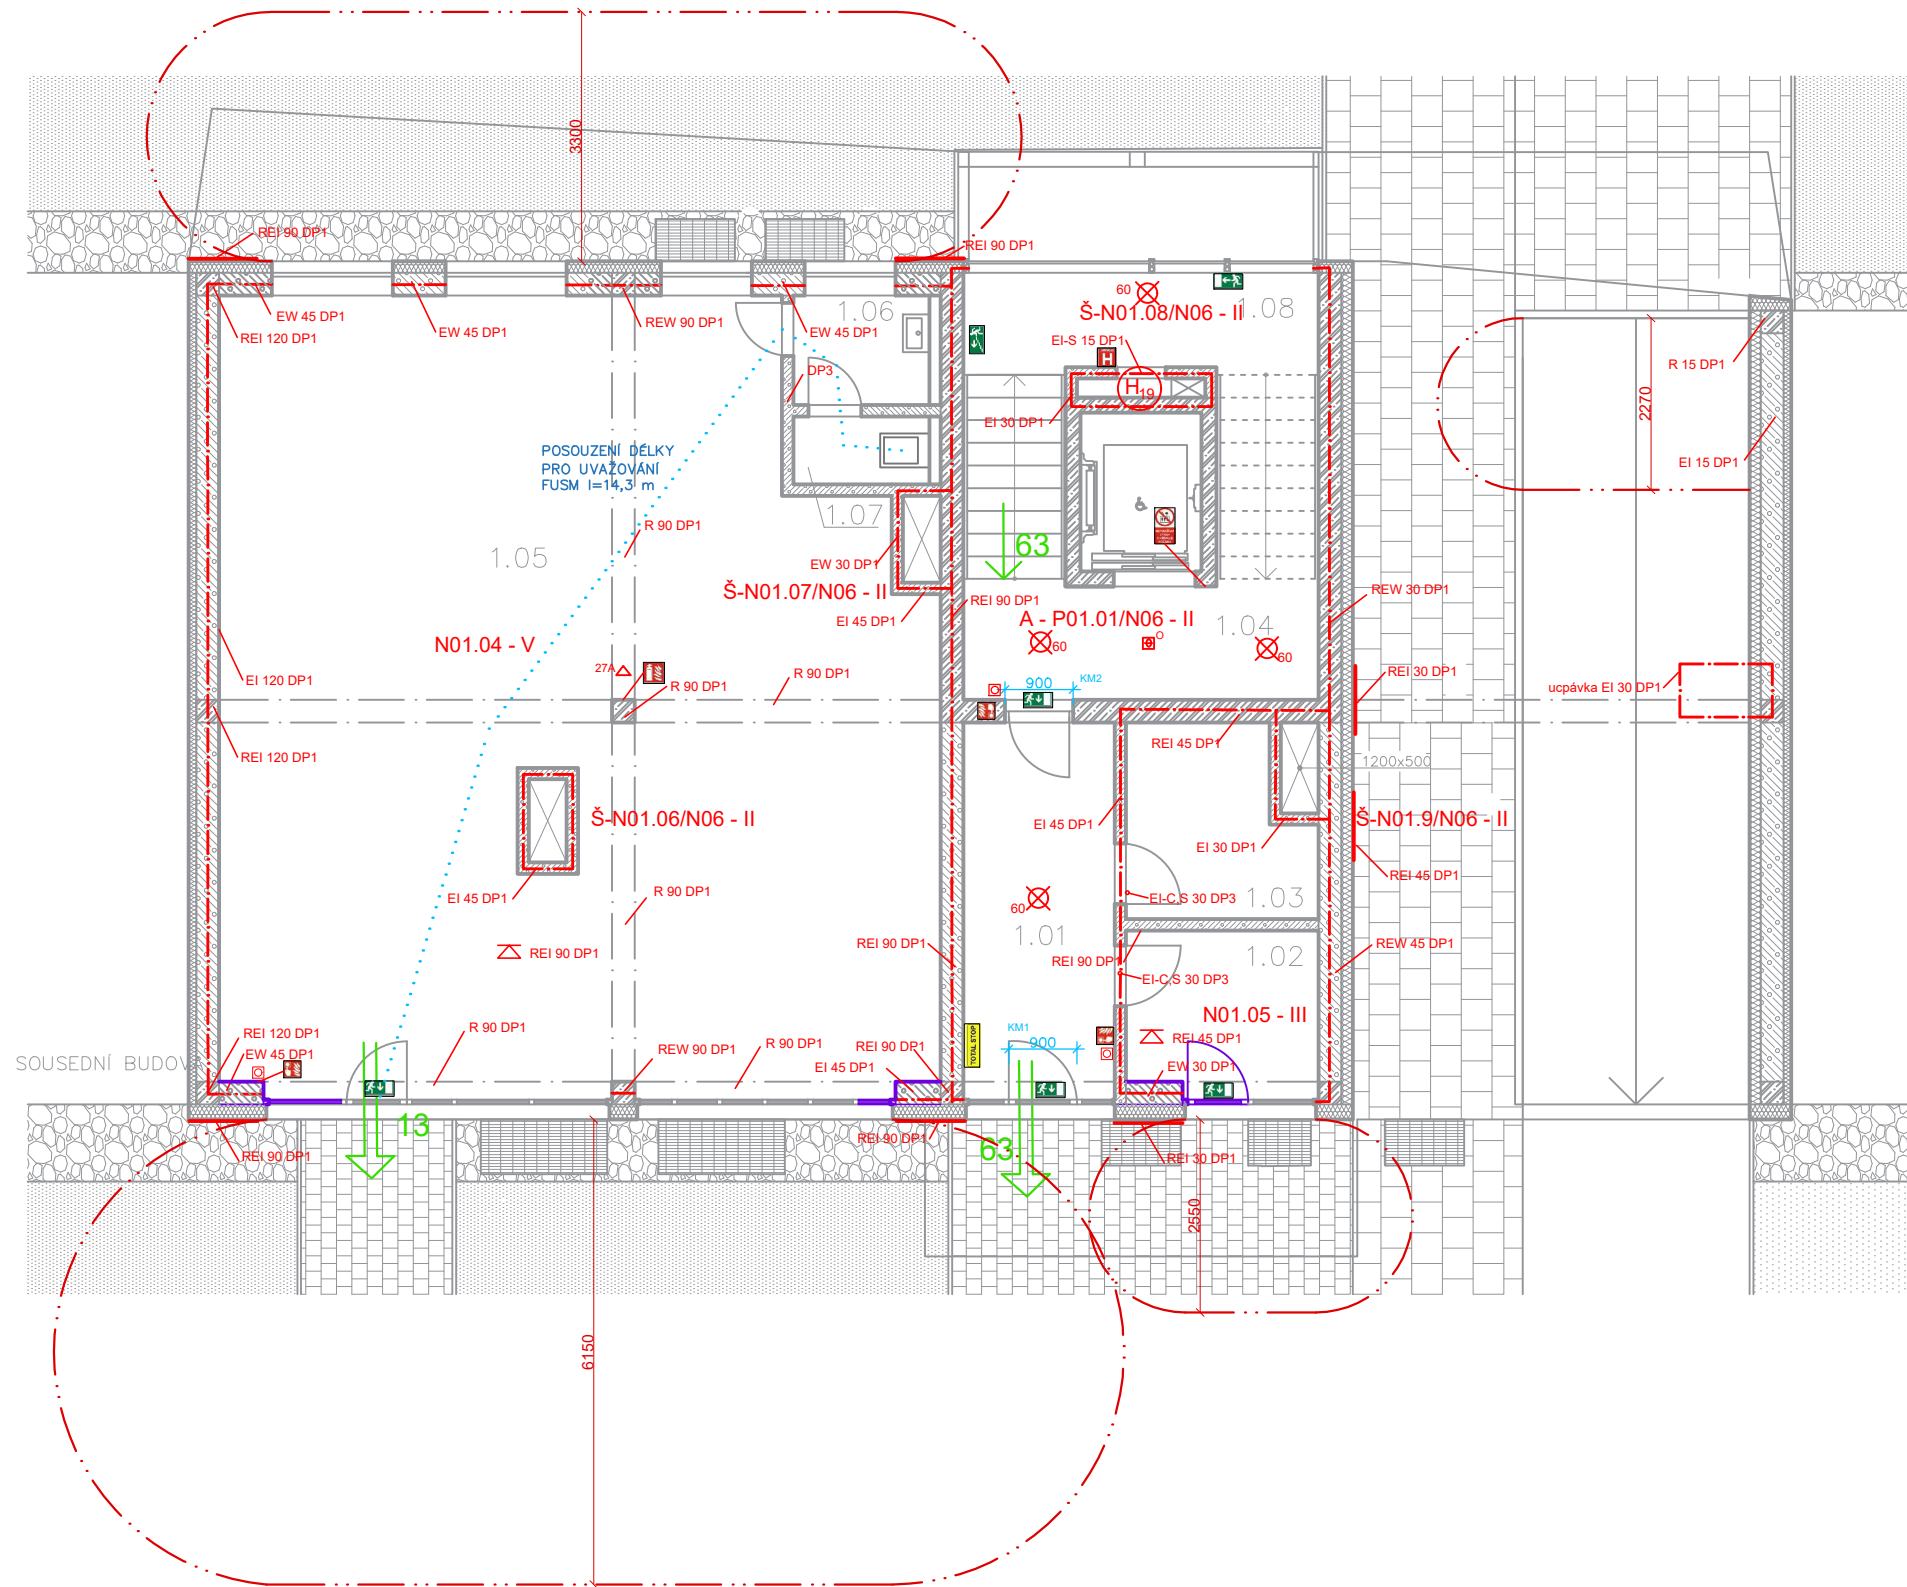 3300
REI 90 DP1
REI 90 DP1
EW 45 DP1
REI 120 DP1
EW 45 DP1
REW 90 DP1
EW 45 DP1
1.06
60
Š-N01.08/N06 - II
1.08
EI-S 15 DP1
H
H19
DP3
EI 30 DP1
R 15 DP1
2270
EI 15 DP1
POSOUZENÍ DÉLKY
PRO UVAŽOVÁNÍ
FUSM l=14,3 m
1.07
R 90 DP1
1.05
63
EW 30 DP1
Š-N01.07/N06 - II
EI 45 DP1
REI 90 DP1
A - P01.01/N06 - II
1.04
REW 30 DP1
O
60
60
N01.04 - V
27A
R 90 DP1
R 90 DP1
EI 120 DP1
REI 30 DP1
ucpávka EI 30 DP1
900
KM2
REI 120 DP1
REI 45 DP1
1200x500
Š-N01.06/N06 - II
EI 45 DP1
Š-N01.9/N06 - II
EI 30 DP1
REI 45 DP1
EI 45 DP1
R 90 DP1
EI-C,S 30 DP3
1.03
60
1.01
REI 90 DP1
REI 90 DP1
REI 90 DP1
1.02
REW 45 DP1
EI-C,S 30 DP3
N01.05 - III
REI 120 DP1
R 90 DP1
TOTAL STOP
KM1
900
REI 45 DP1
SOUSEDNÍ BUDOV
EW 45 DP1
REW 90 DP1
R 90 DP1
REI 90 DP1
EI 45 DP1
EW 30 DP1
13
REI 90 DP1
REI 90 DP1
63
REI 30 DP1
2550
6150